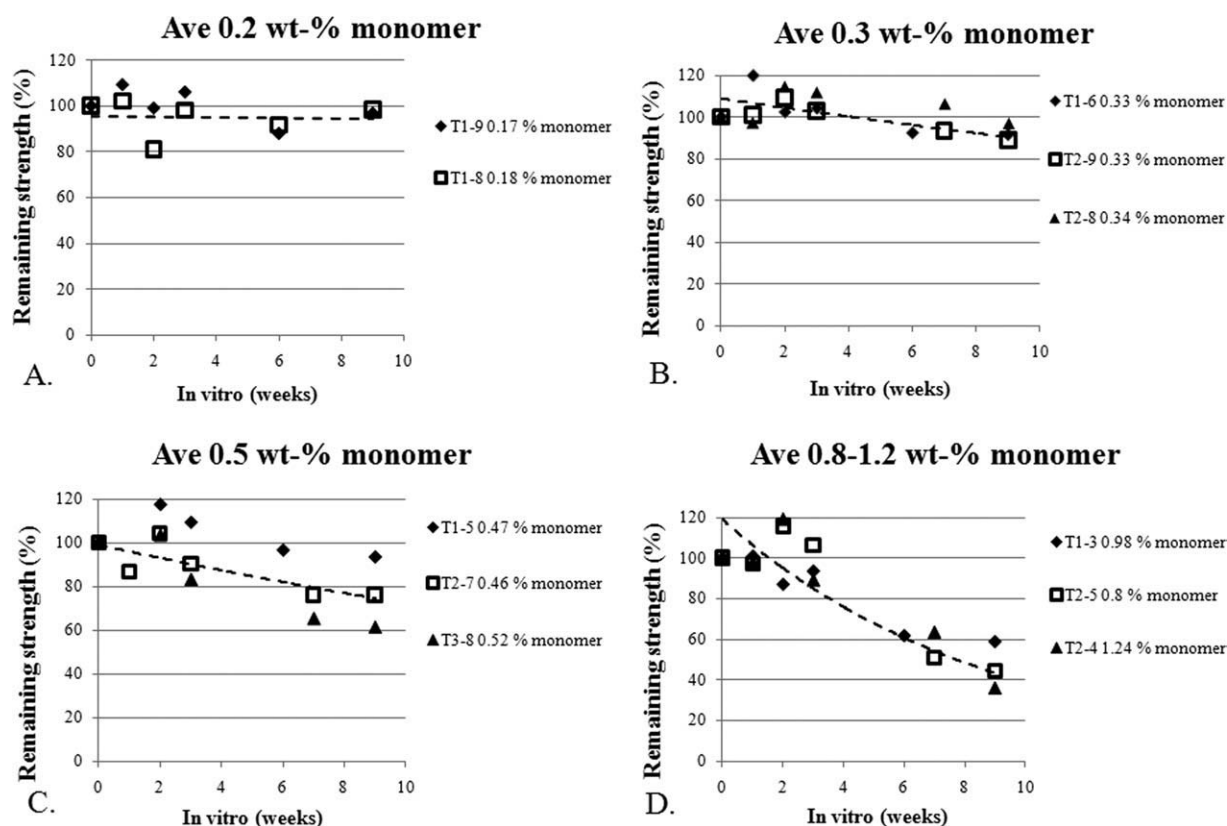 Ave 0.2 wt-% monomer
Remaining strength (%)
120
100
80
60
40
20
0
0 2 4 6 8 10
In vitro (weeks)
T1-9 0.17 % monomer
T1-8 0.18 % monomer
A.
Ave 0.3 wt-% monomer
Remaining strength (%)
120
100
80
60
40
20
0
0 2 4 6 8 10
In vitro (weeks)
T1-6 0.33 % monomer
T2-9 0.33 % monomer
T2-8 0.34 % monomer
B.
Ave 0.5 wt-% monomer
Remaining strength (%)
120
100
80
60
40
20
0
0 2 4 6 8 10
In vitro (weeks)
T1-5 0.47 % monomer
T2-7 0.46 % monomer
T3-8 0.52 % monomer
C.
Ave 0.8-1.2 wt-% monomer
Remaining strength (%)
120
100
80
60
40
20
0
0 2 4 6 8 10
In vitro (weeks)
T1-3 0.98 % monomer
T2-5 0.8 % monomer
T2-4 1.24 % monomer
D.